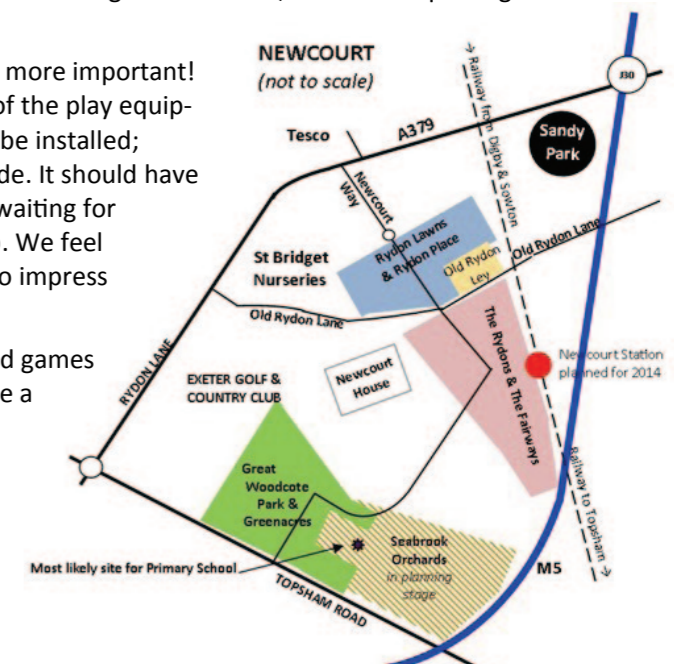 more important!
of the play equip-
be installed;
de. It should have
waiting for
. We feel
o impress
d games
e a
NEWCOURT
(not to scale)
→ Railway from Digby & Sowton
J30
Tesco
A379
Sandy
Park
Newcourt
Way
Rydon Lawns
& Rydon Place
St Bridget
Nurseries
Old Rydon
Ley
Old Rydon Lane
Old Rydon Lane
RYDON LANE
The Rydons & The Fairways
Newcourt Station
planned for 2014
Newcourt
House
EXETER GOLF &
COUNTRY CLUB
Great
Woodcote
Park &
Greenacres
Railway to Topsham →
Seabrook
Orchards
in planning
stage
Most likely site for Primary School
M5
TOPSHAM ROAD